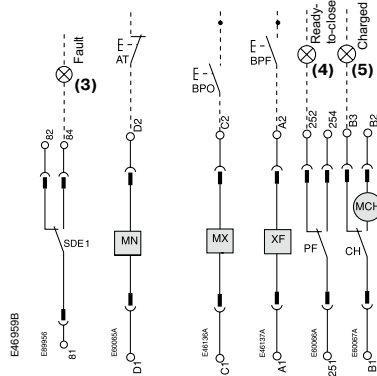 Fault
(3)
E-
AT
E-
BPO
E-
BPF
Ready-
to-close
(4)
Charged
(5)
82
84
D2
C2
A2
252
254
B3
B2
SDE1
MN
MX
XF
PF
CH
MCH
E46959B
E89956
81
E60065A
D1
E46136A
C1
E46137A
A1
E60066A
251
E60067A
B1